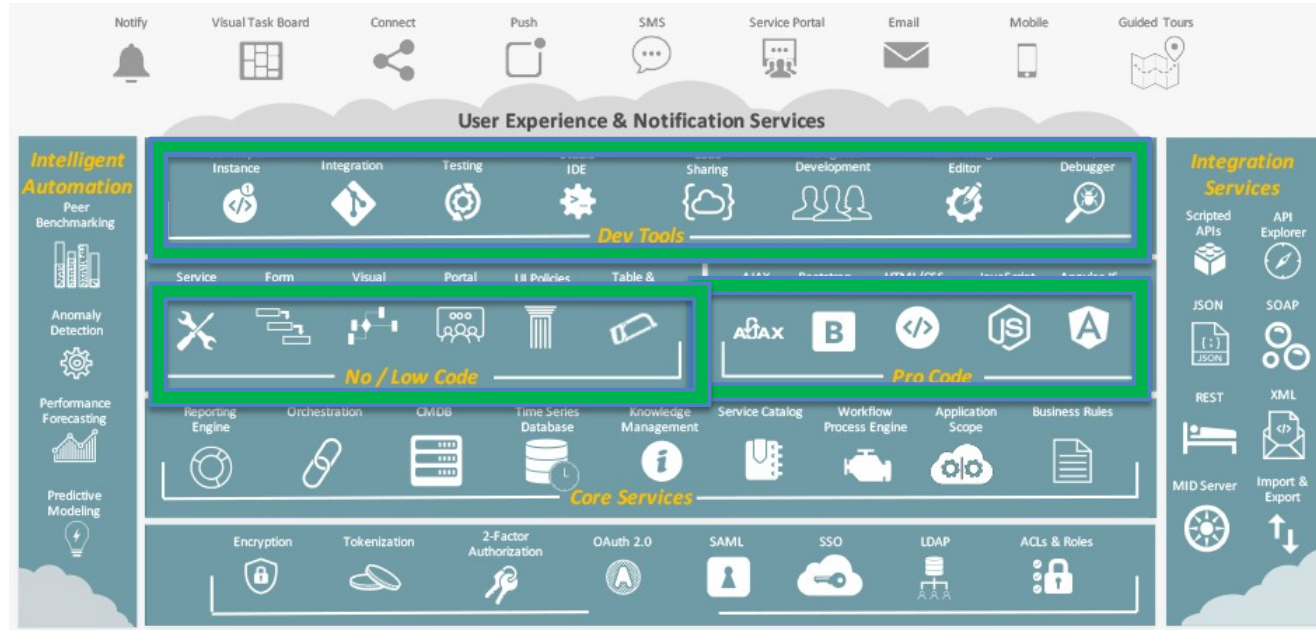 Notify
Visual Task Board
Connect
Push
SMS
Service Portal
Email
Mobile
Guided Tours
User Experience & Notification Services
Intelligent
Automation
Peer
Benchmarking
Anomaly
Detection
Performance
Forecasting
Predictive
Modeling
Instance
Integration
Testing
IDE
Sharing
Development
Editor
Debugger
Dev Tools
Service
Form
Visual
Portal
UI Policies
Table &
No / Low Code
AJAX
B
</>
JS
A
Pro Code
Reporting
Engine
Orchestration
CMDB
Time Series
Database
Knowledge
Management
Service Catalog
Workflow
Process Engine
Application
Scope
Business Rules
Core Services
Encryption
Tokenization
2-Factor
Authorization
OAuth 2.0
SAML
SSO
LDAP
ACLs & Roles
Integration
Services
Scripted
APIs
API
Explorer
JSON
SOAP
{;}
JSON
REST
XML
</>
MID Server
Import &
Export